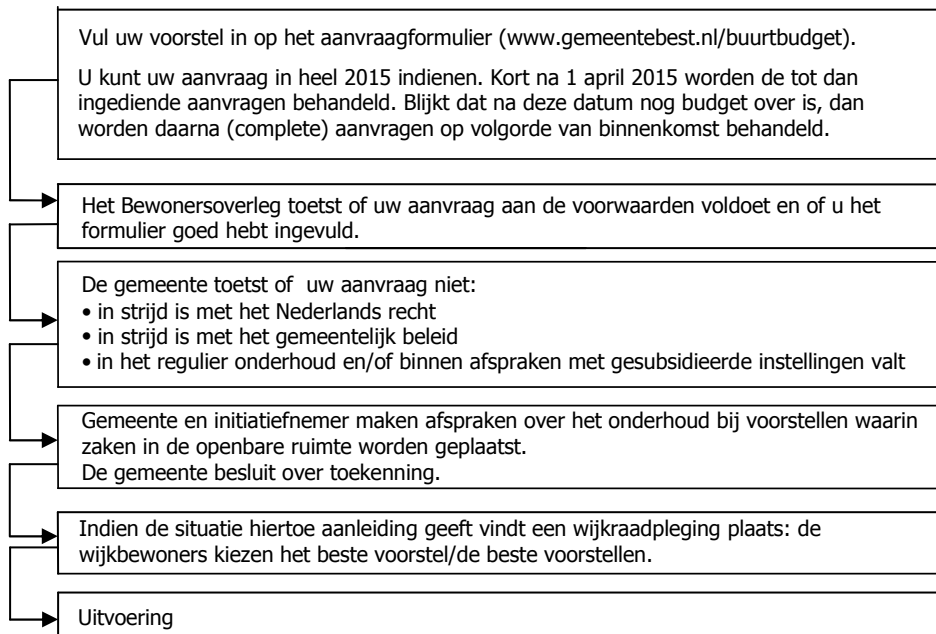 Vul uw voorstel in op het aanvraagformulier (www.gemeentebest.nl/buurtbudget).
U kunt uw aanvraag in heel 2015 indienen. Kort na 1 april 2015 worden de tot dan
ingediende aanvragen behandeld. Blijkt dat na deze datum nog budget over is, dan
worden daarna (complete) aanvragen op volgorde van binnenkomst behandeld.
Het Bewonersoverleg toetst of uw aanvraag aan de voorwaarden voldoet en of u het
formulier goed hebt ingevuld.
De gemeente toetst of uw aanvraag niet:
• in strijd is met het Nederlands recht
• in strijd is met het gemeentelijk beleid
• in het regulier onderhoud en/of binnen afspraken met gesubsidieerde instellingen valt
Gemeente en initiatiefnemer maken afspraken over het onderhoud bij voorstellen waarin
zaken in de openbare ruimte worden geplaatst.
De gemeente besluit over toekenning.
Indien de situatie hiertoe aanleiding geeft vindt een wijkraadpleging plaats: de
wijkbewoners kiezen het beste voorstel/de beste voorstellen.
Uitvoering